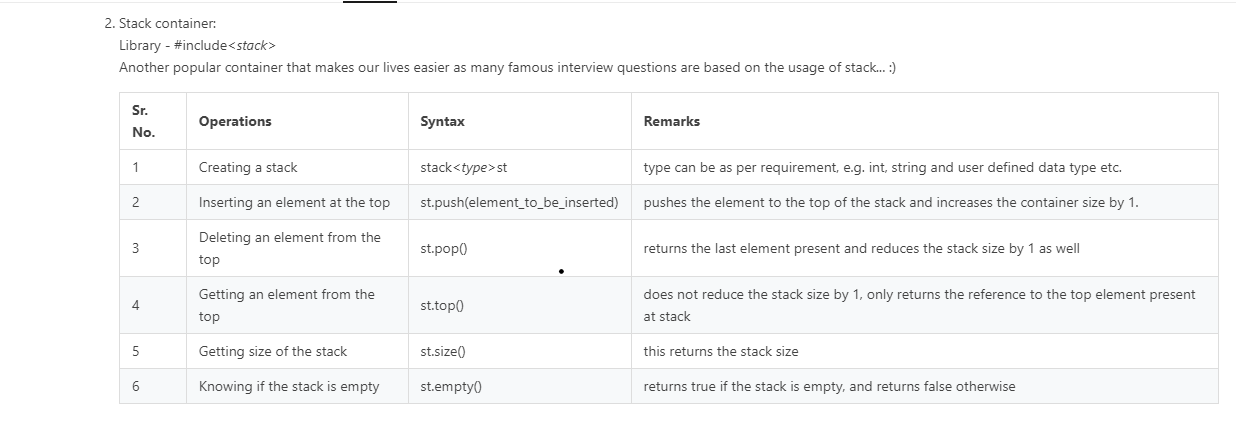 2. Stack container:
Library - #include<stack>
Another popular container that makes our lives easier as many famous interview questions are based on the usage of stack... :)
Sr.
No.
Operations
Syntax
Remarks
1
Creating a stack
stack<type>st
type can be as per requirement, e.g. int, string and user defined data type etc.
2
Inserting an element at the top
st.push(element_to_be_inserted)
pushes the element to the top of the stack and increases the container size by 1.
3
Deleting an element from the
top
st.pop()
returns the last element present and reduces the stack size by 1 as well
4
Getting an element from the
top
st.top()
does not reduce the stack size by 1, only returns the reference to the top element present
at stack
5
Getting size of the stack
st.size()
this returns the stack size
6
Knowing if the stack is empty
st.empty()
returns true if the stack is empty, and returns false otherwise